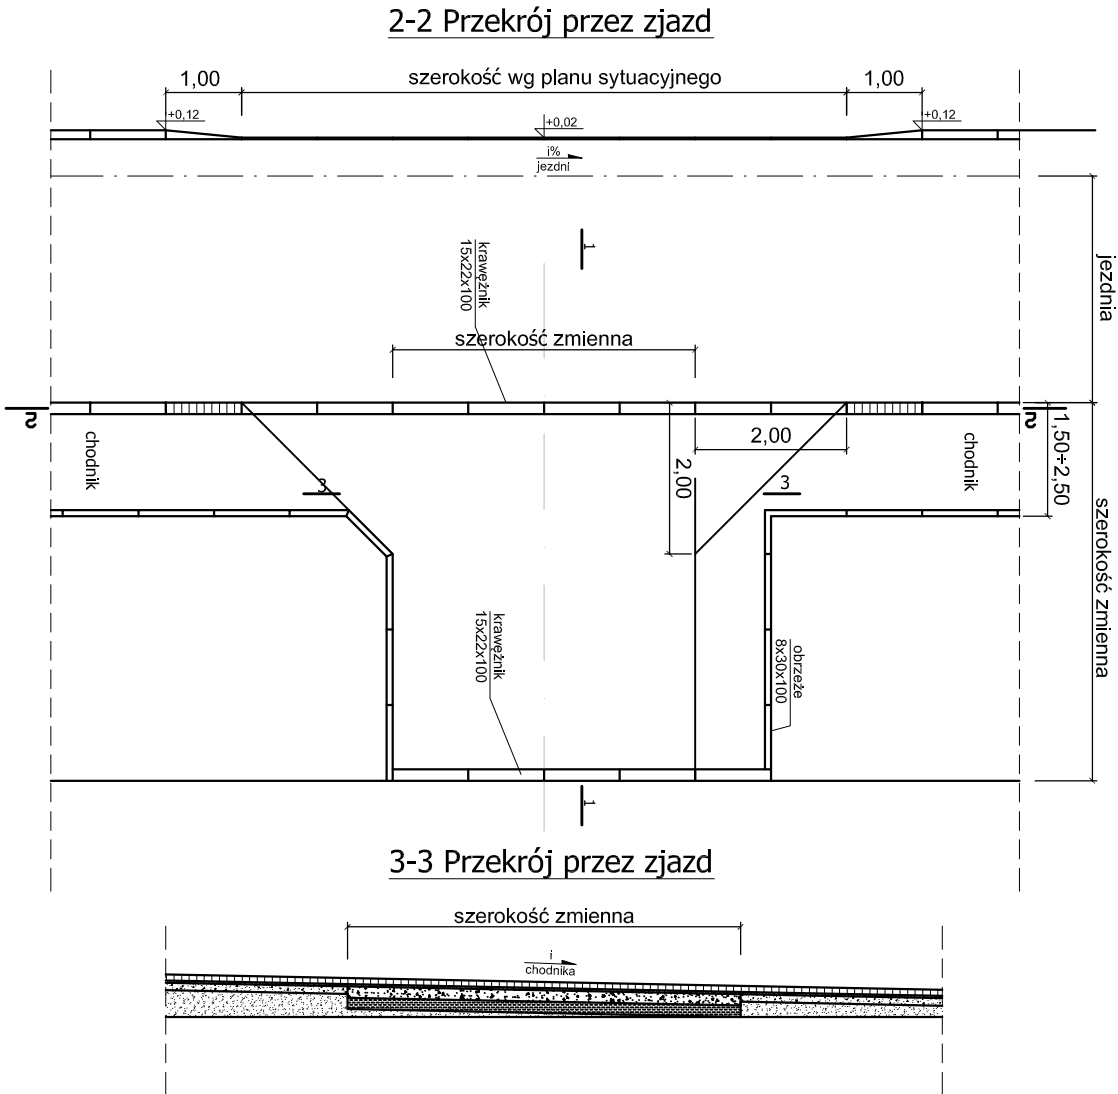 2-2 Przekrój przez zjazd
1,00
szerokość wg planu sytuacyjnego
1,00
+0,12
+0,02
+0,12
i%
jezdni
1
krawężnik
15x22x100
jezdnia
szerokość zmienna
2
2
chodnik
2,00
chodnik
1,50÷2,50
2,00
3
3
szerokość zmienna
krawężnik
15x22x100
obrzeże
8x30x100
1
3-3 Przekrój przez zjazd
szerokość zmienna
i
chodnika